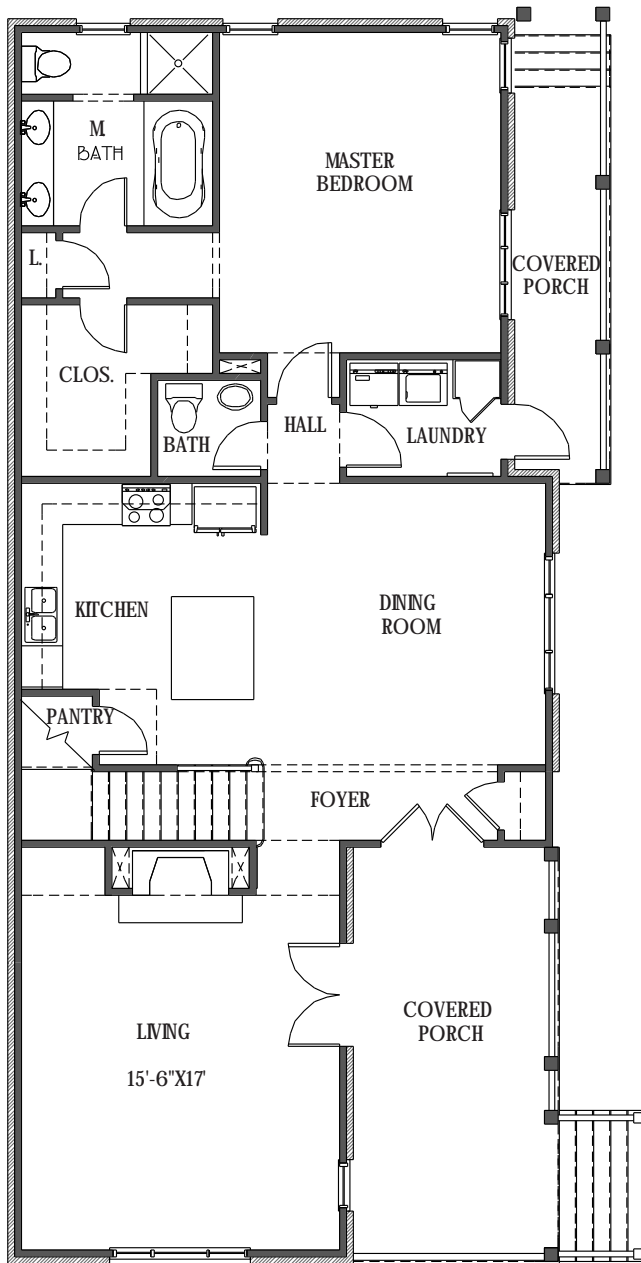 M.
BATH
MASTER
BEDROOM
L.
COVERED
PORCH
CLOS.
BATH
HALL
LAUNDRY
KITCHEN
DINING
ROOM
PANTRY
FOYER
LIVING
15'-6"X17'
COVERED
PORCH